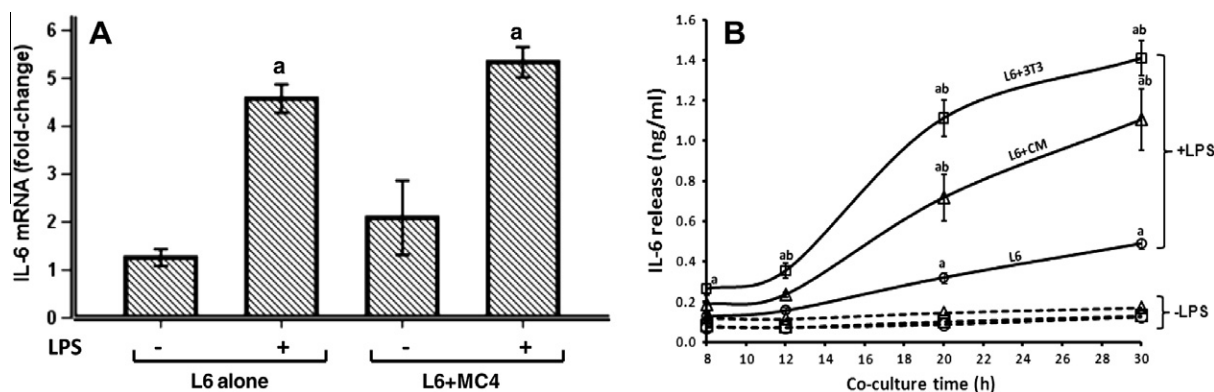 A
IL-6 mRNA (fold-change)
6
5
4
3
2
1
0
a
a
LPS - + - +
L6 alone L6+MC4
B
IL-6 release (ng/ml)
1.6
1.4
1.2
1.0
0.8
0.6
0.4
0.2
0.0
ab
L6+3T3
ab
ab
L6+CM
ab
+LPS
ab
L6
a
a
a
-LPS
8 10 12 14 16 18 20 22 24 26 28 30
Co-culture time (h)